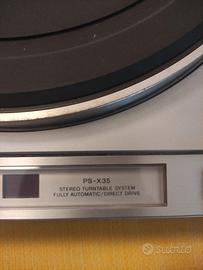 PS-X35
STEREO TURNTABLE SYSTEM
FULLY AUTOMATIC/DIRECT DRIVE
subito